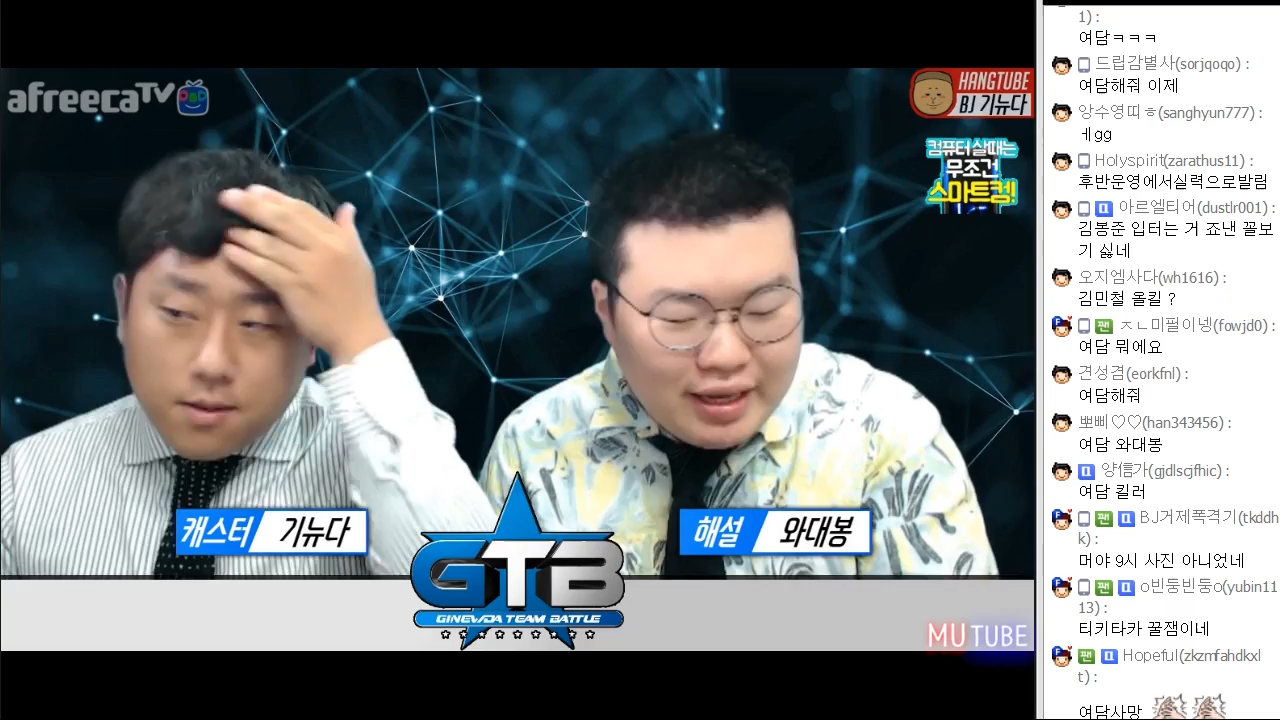 afreecaTV
HANGTUBE
BJ 기뉴다
컴퓨터 살때는
무조건
스마트컴!
캐스터 기뉴다
해설 와대봉
GTB
GINEWDA TEAM BATTLE
MUTUBE
1) :
여담ㅋㅋㅋ
드립감별사(sorjqoqo) :
여담해줘 이제
앙수영띠ㅎ(sanghyun777) :
ㅔgg
Holyspirit(zarathus11) :
후반운영에서실력으로발림
아르엘티어(dustlr001) :
김봉준 입터는 거 죠낸 꼴보
기 싫네
오지엠사다(wh1616) :
김민철 올킬 ?
ㅈㄴ미필이넹(fowjd0) :
여담 뭐에요
견성겸(eorkfnl) :
여담해줘
뽀삐♡♡(han343456) :
여담 와대봉
(gjdlscjfhic) :
여담 킬러
BJ거제폭격기(tkddh
k) :
머야 9시 사진 아니었네
o빈둥빈둥o(yubin11
13) :
티키타카 꿀잼이네
Hopeful(zkzmfahdkxl
t) :
여담사망